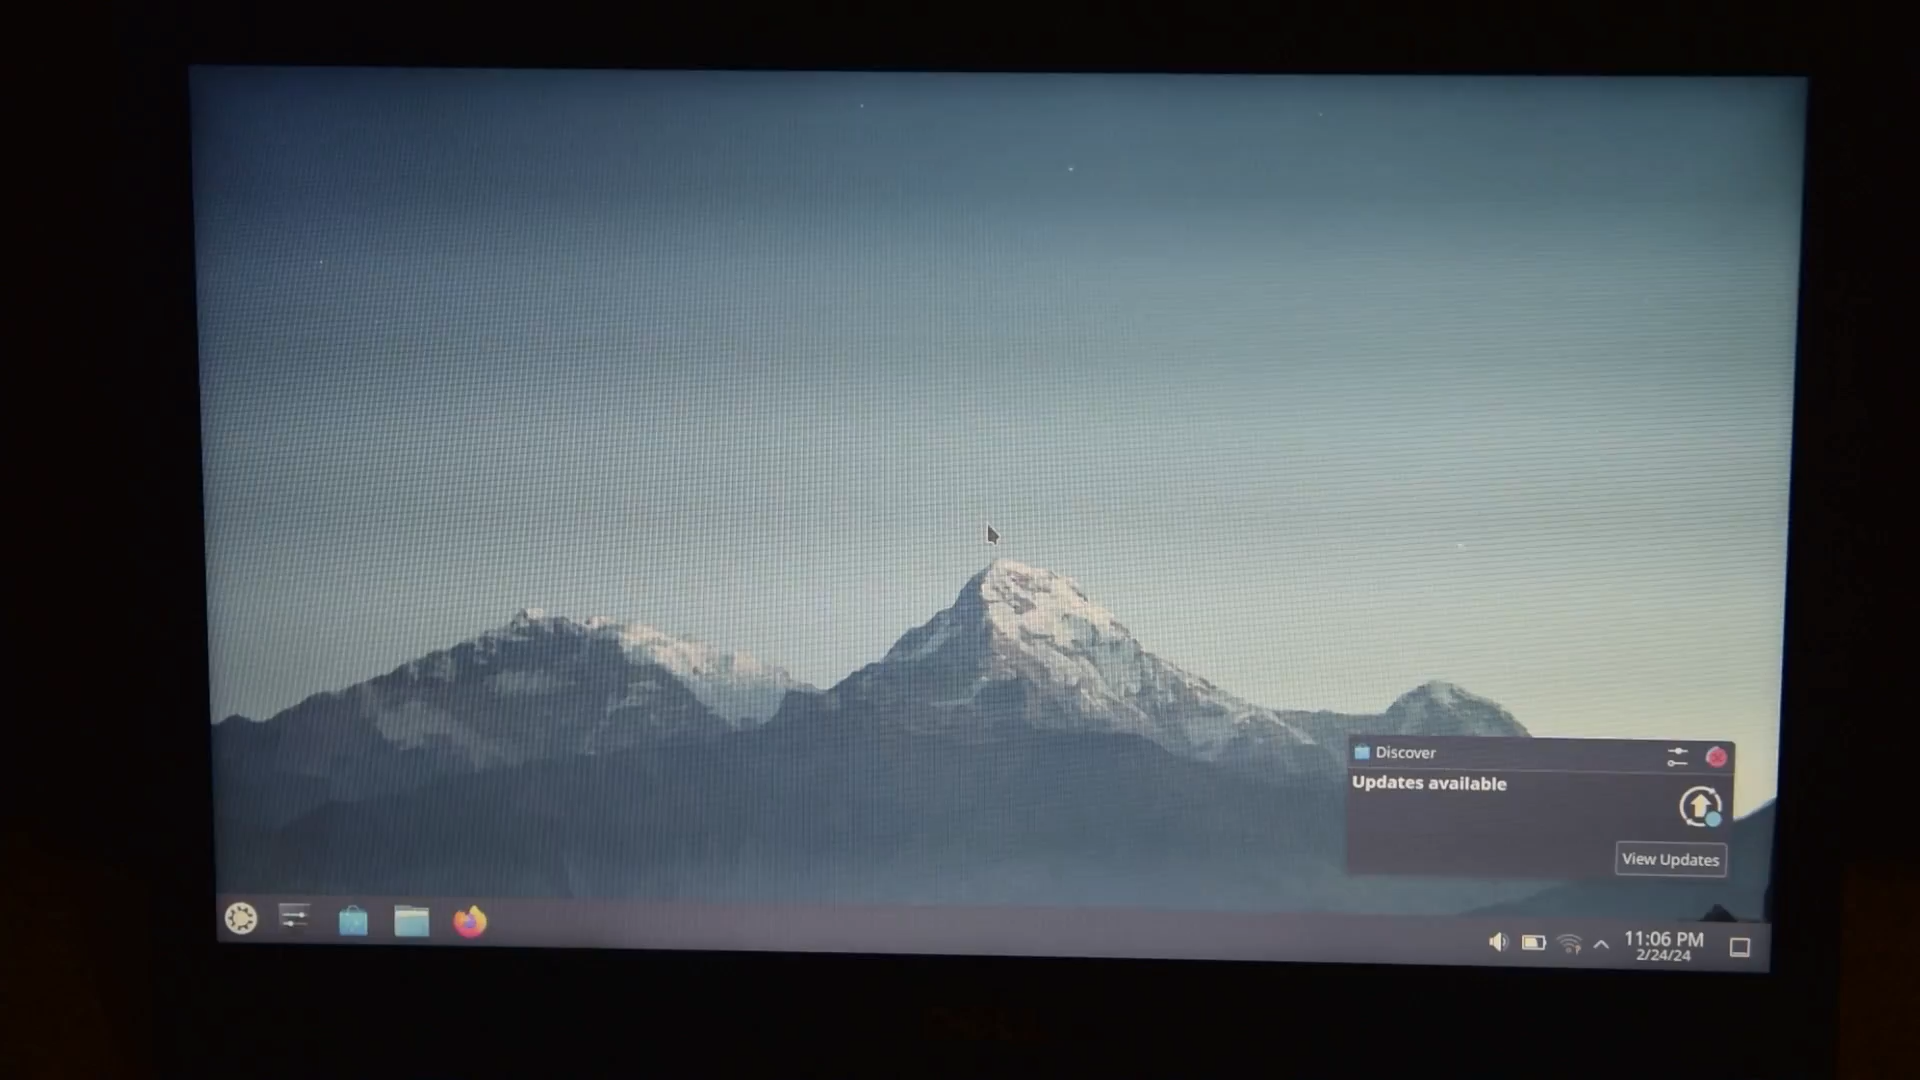 Discover
Updates available
View Updates
11:06 PM
2/24/24